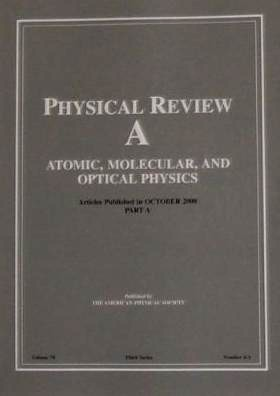 PHYSICAL REVIEW
A
ATOMIC, MOLECULAR, AND
OPTICAL PHYSICS
Articles Published in OCTOBER 2008
PART A
Published by
THE AMERICAN PHYSICAL SOCIETY
Volume 78 Third Series Number